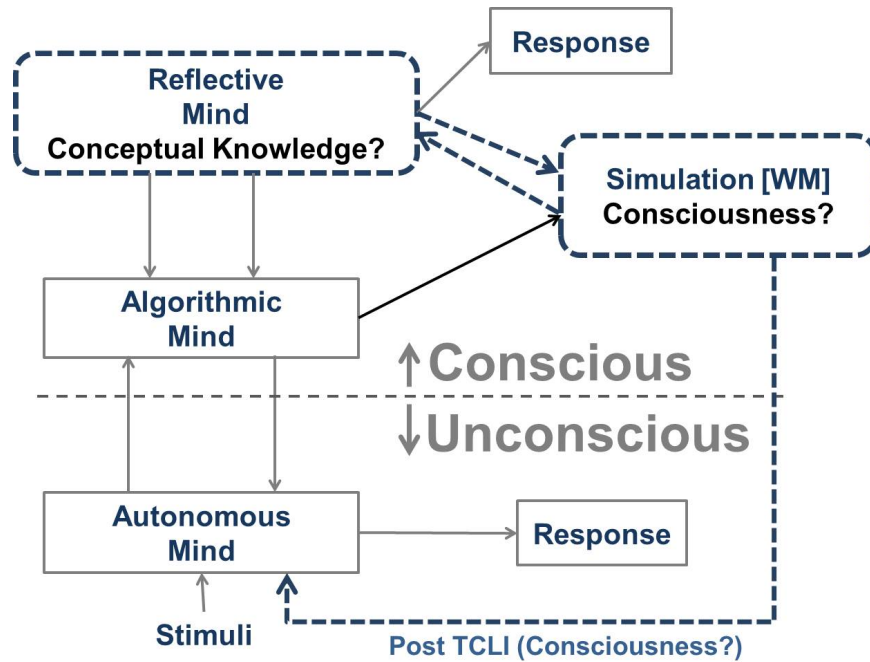 Response
Reflective
Mind
Conceptual Knowledge?
Simulation [WM]
Consciousness?
Algorithmic
Mind
Conscious
Unconscious
Autonomous
Mind
Response
Stimuli
Post TCLI (Consciousness?)